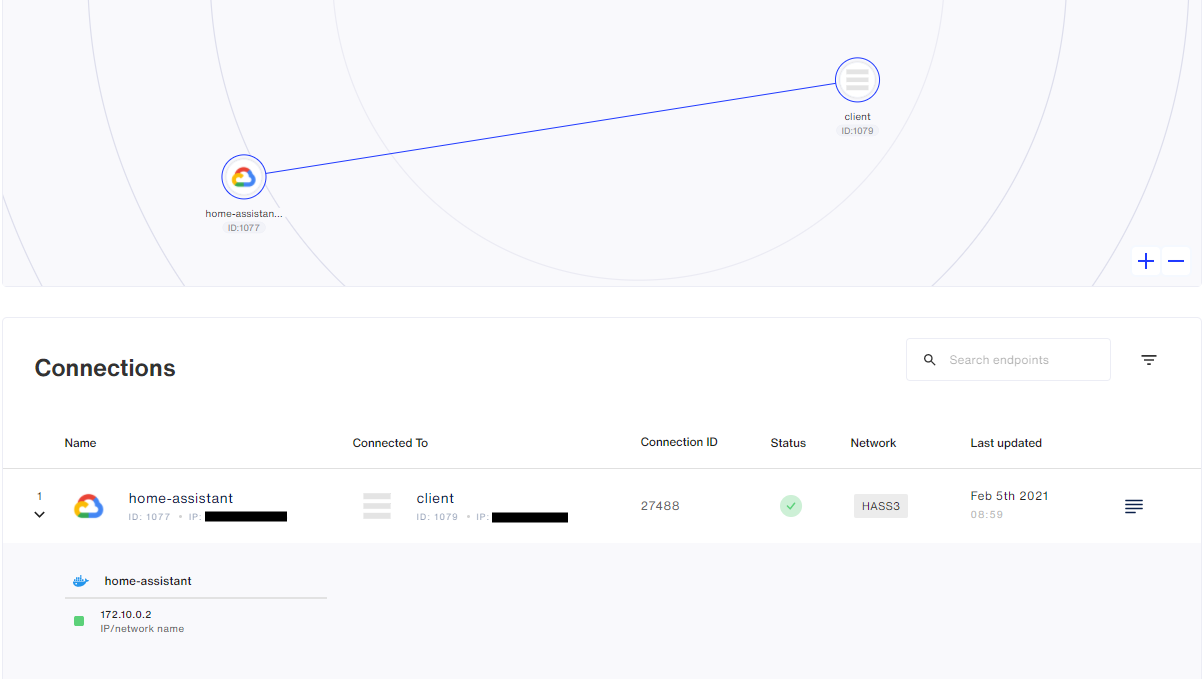 client
ID:1079
home-assistan...
ID:1077
Connections
Search endpoints
Name Connected To Connection ID Status Network Last updated
1 home-assistant client 27488 HASS3 Feb 5th 2021
ID: 1077 • IP: ID: 1079 • IP: 08:59
home-assistant
172.10.0.2
IP/network name